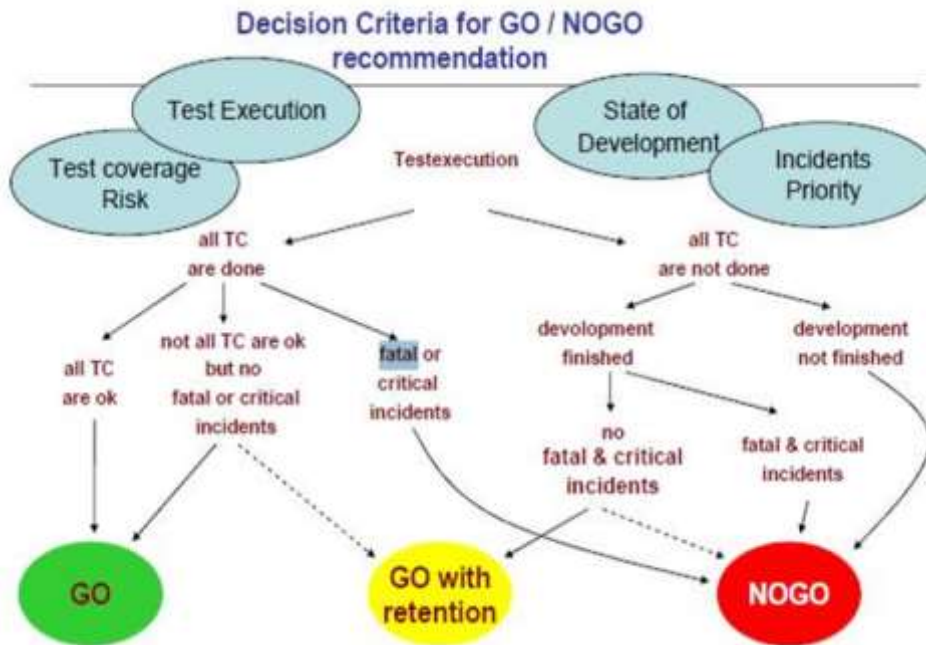 Decision Criteria for GO / NOGO
recommendation
Test Execution
Test coverage
Risk
State of
Development
Incidents
Priority
Testexecution
all TC
are done
all TC
are not done
all TC
are ok
not all TC are ok
but no
fatal or critical
incidents
fatal or
critical
incidents
devolopment
finished
development
not finished
no
fatal & critical
incidents
fatal & critical
incidents
GO
GO with
retention
NOGO